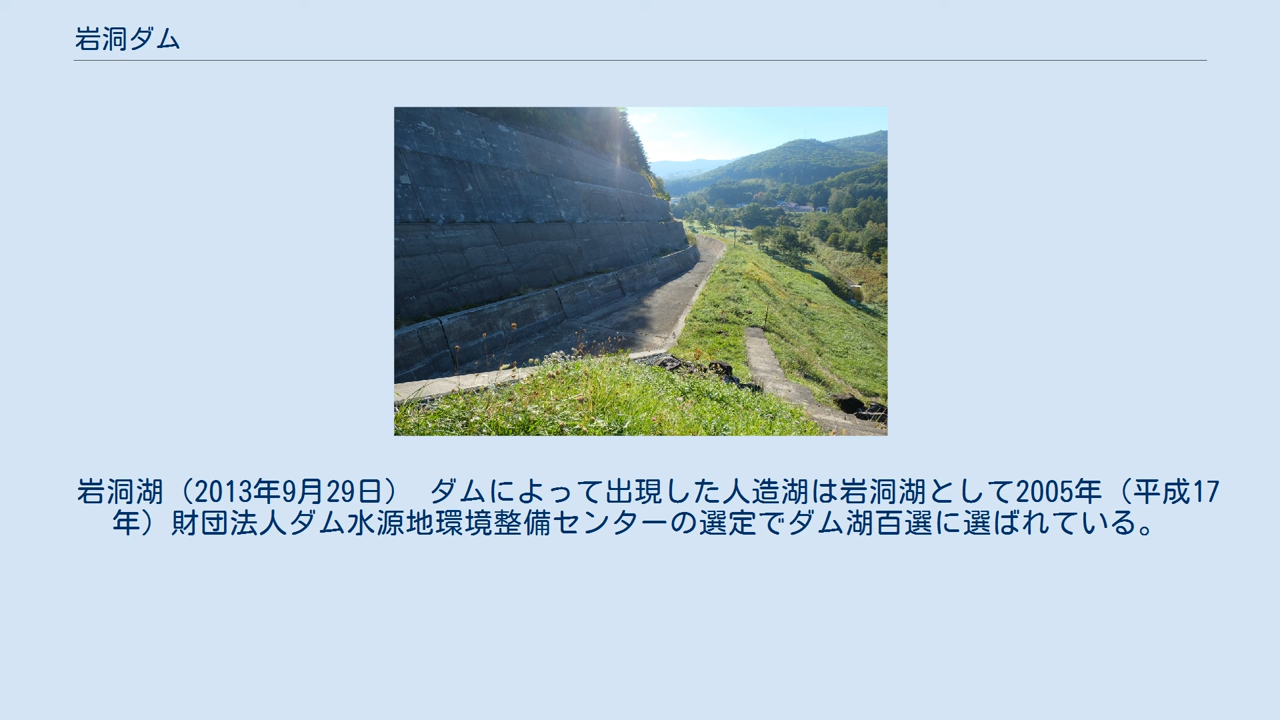 岩洞ダム
岩洞湖（2013年9月29日）　ダムによって出現した人造湖は岩洞湖として2005年（平成17
年）財団法人ダム水源地環境整備センターの選定でダム湖百選に選ばれている。